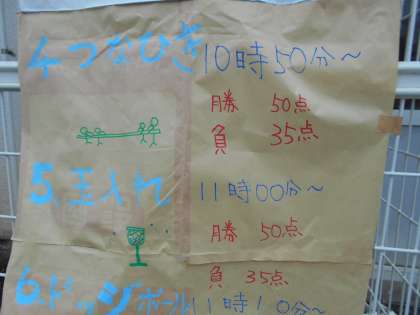 4.つなひき 10時50分~
勝 50点
負 35点
5.玉入れ 11時00分~
勝 50点
負 35点
6.ドッジボール 11時10分~